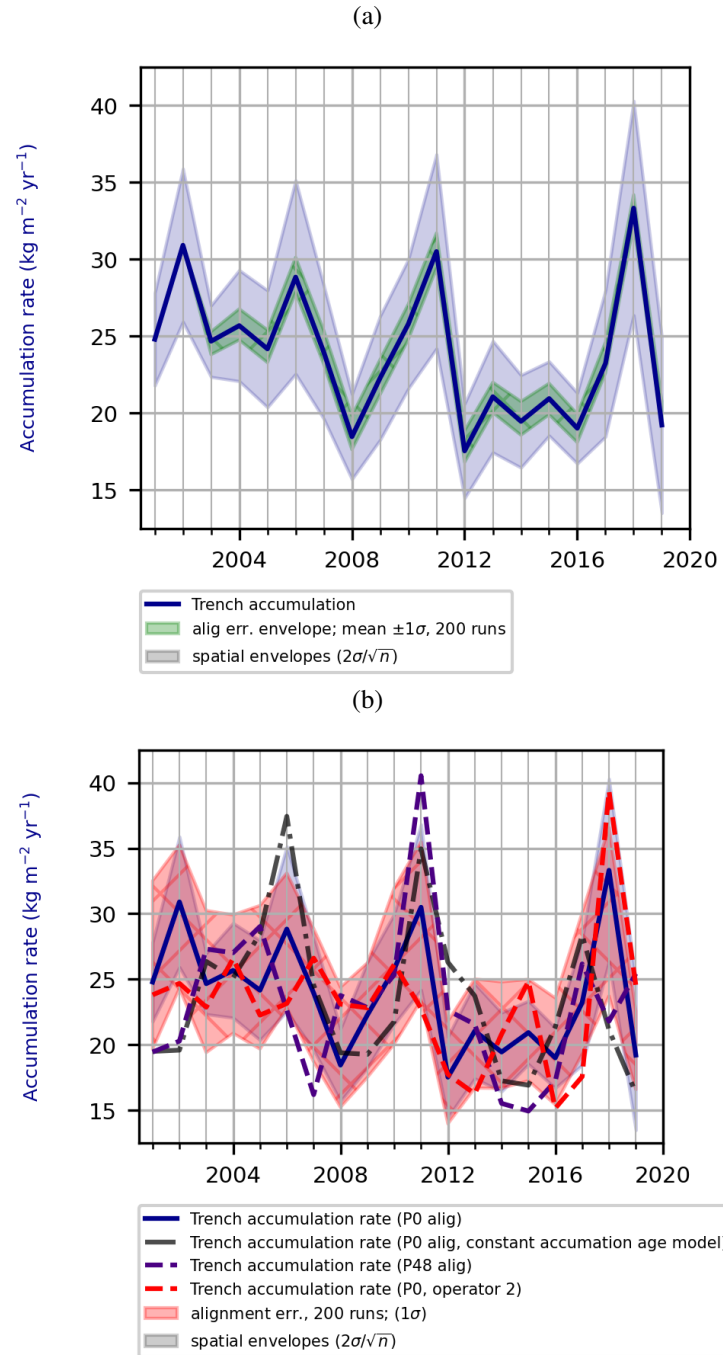 (a)
Accumulation rate (kg m⁻² yr⁻¹)
40
35
30
25
20
15
2004 2008 2012 2016 2020
Trench accumulation
alig err. envelope; mean ±1σ, 200 runs
spatial envelopes (2σ/√n)
(b)
Accumulation rate (kg m⁻² yr⁻¹)
40
35
30
25
20
15
2004 2008 2012 2016 2020
Trench accumulation rate (P0 alig)
Trench accumulation rate (P0 alig, constant accumation age model)
Trench accumulation rate (P48 alig)
Trench accumulation rate (P0, operator 2)
alignment err., 200 runs; (1σ)
spatial envelopes (2σ/√n)